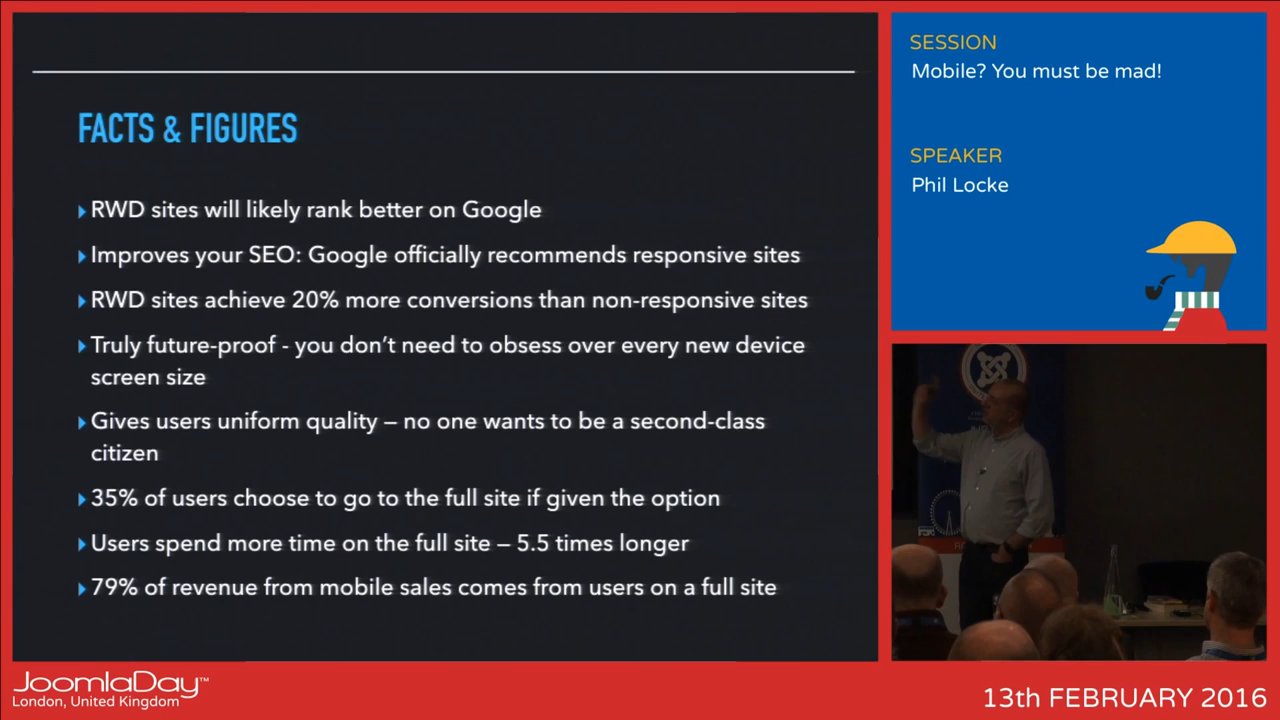 FACTS & FIGURES
RWD sites will likely rank better on Google
Improves your SEO: Google officially recommends responsive sites
RWD sites achieve 20% more conversions than non-responsive sites
Truly future-proof - you don't need to obsess over every new device
screen size
Gives users uniform quality – no one wants to be a second-class
citizen
35% of users choose to go to the full site if given the option
Users spend more time on the full site – 5.5 times longer
79% of revenue from mobile sales comes from users on a full site
SESSION
Mobile? You must be mad!
SPEAKER
Phil Locke
JoomlaDay™
London, United Kingdom
13th FEBRUARY 2016